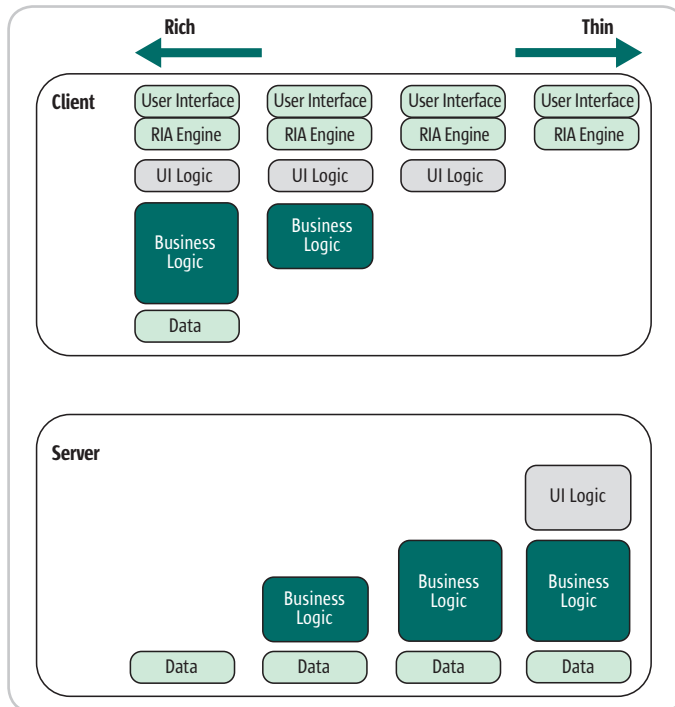 Rich Thin
Client
User Interface User Interface User Interface User Interface
RIA Engine RIA Engine RIA Engine RIA Engine
UI Logic UI Logic UI Logic
Business
Logic
Business
Logic
Data
Server
UI Logic
Business
Logic
Business
Logic
Business
Logic
Data Data Data Data